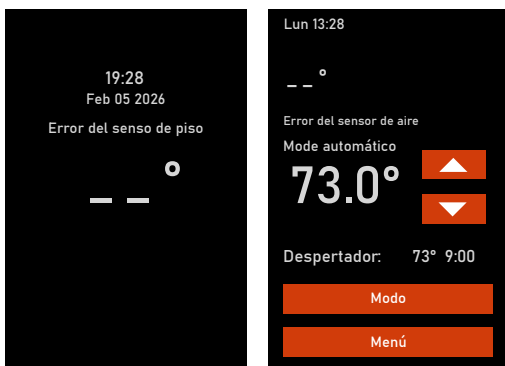 19:28
Feb 05 2026
Error del senso de piso
_ _ °
Lun 13:28
_ _ °
Error del sensor de aire
Mode automático
73.0°
Despertador: 73° 9:00
Modo
Menú